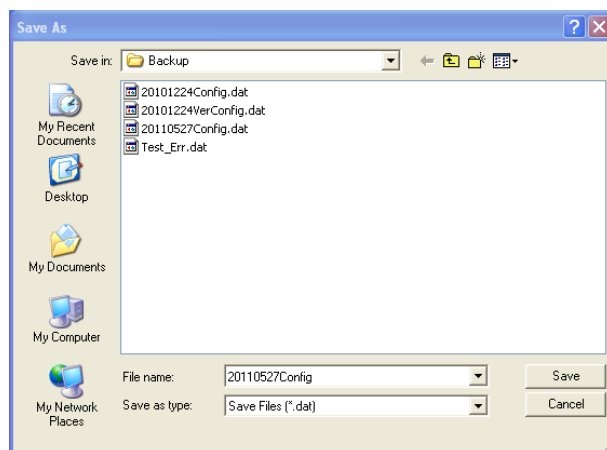 Save As
Save in:
Backup
My Recent
Documents
Desktop
My Documents
My Computer
My Network
Places
20101224Config.dat
20101224VerConfig.dat
20110527Config.dat
Test_Err.dat
File name:
20110527Config
Save
Save as type:
Save Files (*.dat)
Cancel